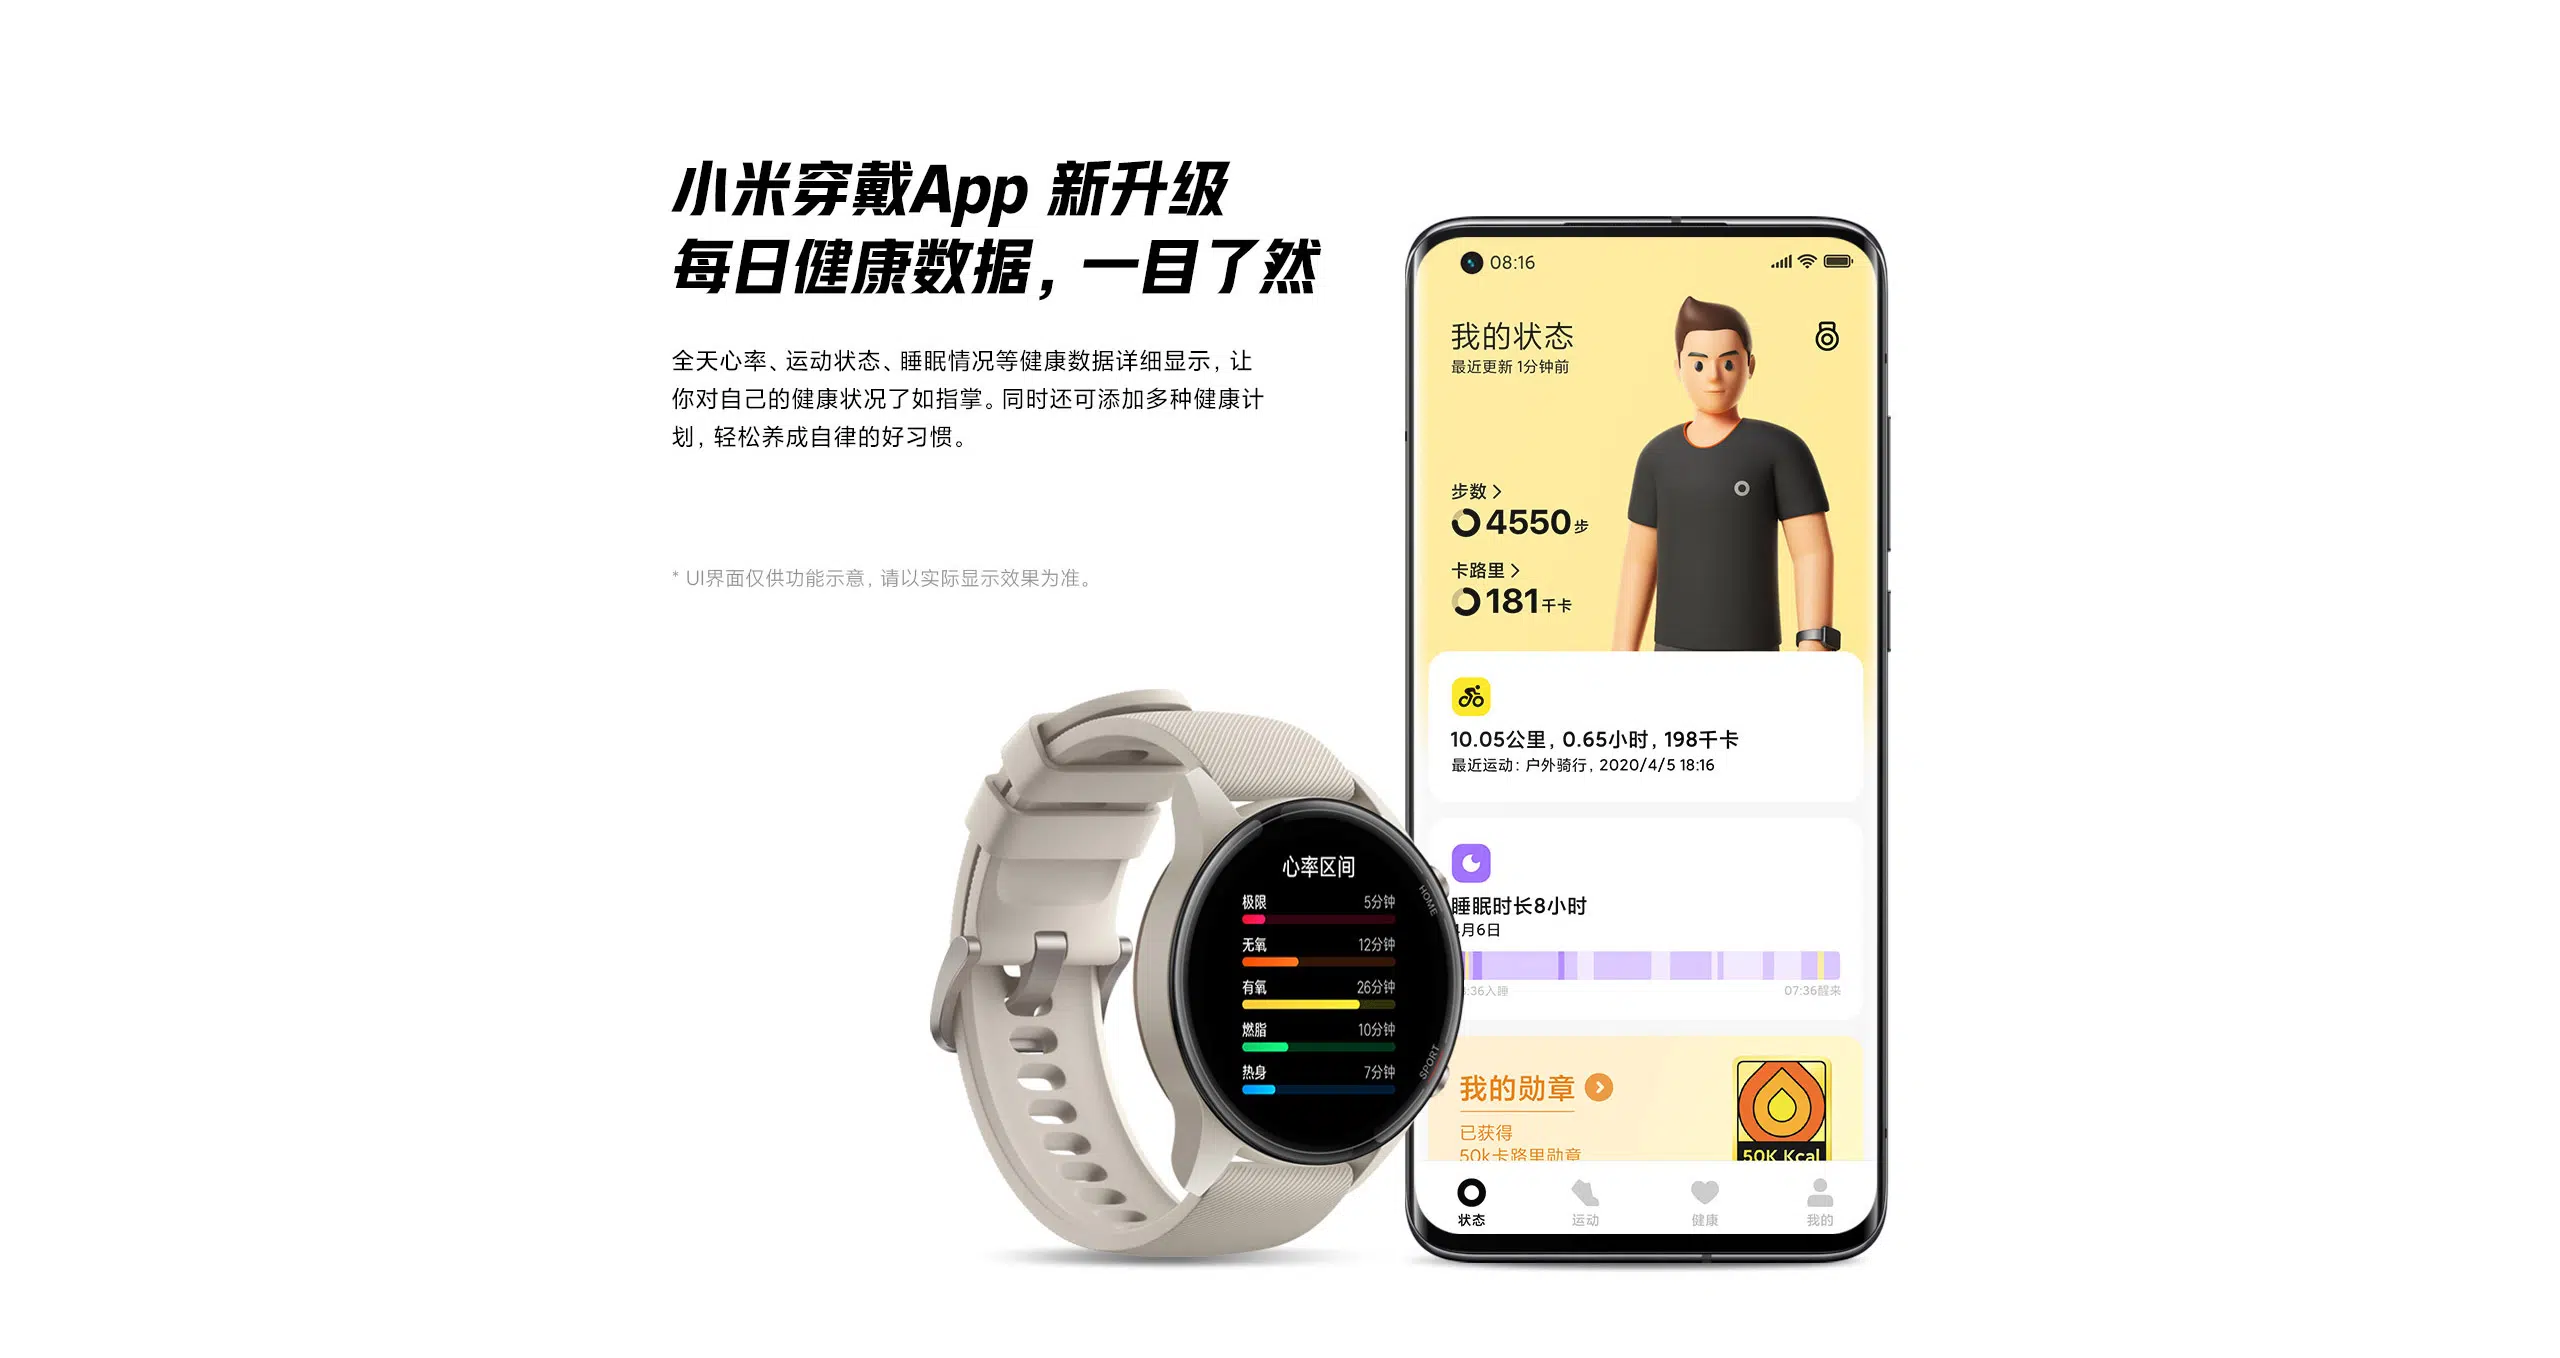 小米穿戴App 新升级
每日健康数据，一目了然
全天心率、运动状态、睡眠情况等健康数据详细显示，让
你对自己的健康状况了如指掌。同时还可添加多种健康计
划，轻松养成自律的好习惯。
* UI界面仅供功能示意，请以实际显示效果为准。
心率区间
极限 5分钟
无氧 12分钟
有氧 26分钟
燃脂 10分钟
热身 7分钟
HOME
SPORT
08:16
我的状态
最近更新 1分钟前
步数
4550步
卡路里
181千卡
10.05公里，0.65小时，198千卡
最近运动：户外骑行，2020/4/5 18:16
睡眠时长8小时
月6日
:36入睡 07:36醒来
我的勋章
已获得
50k卡路里勋章
50K Kcal
状态 运动 健康 我的